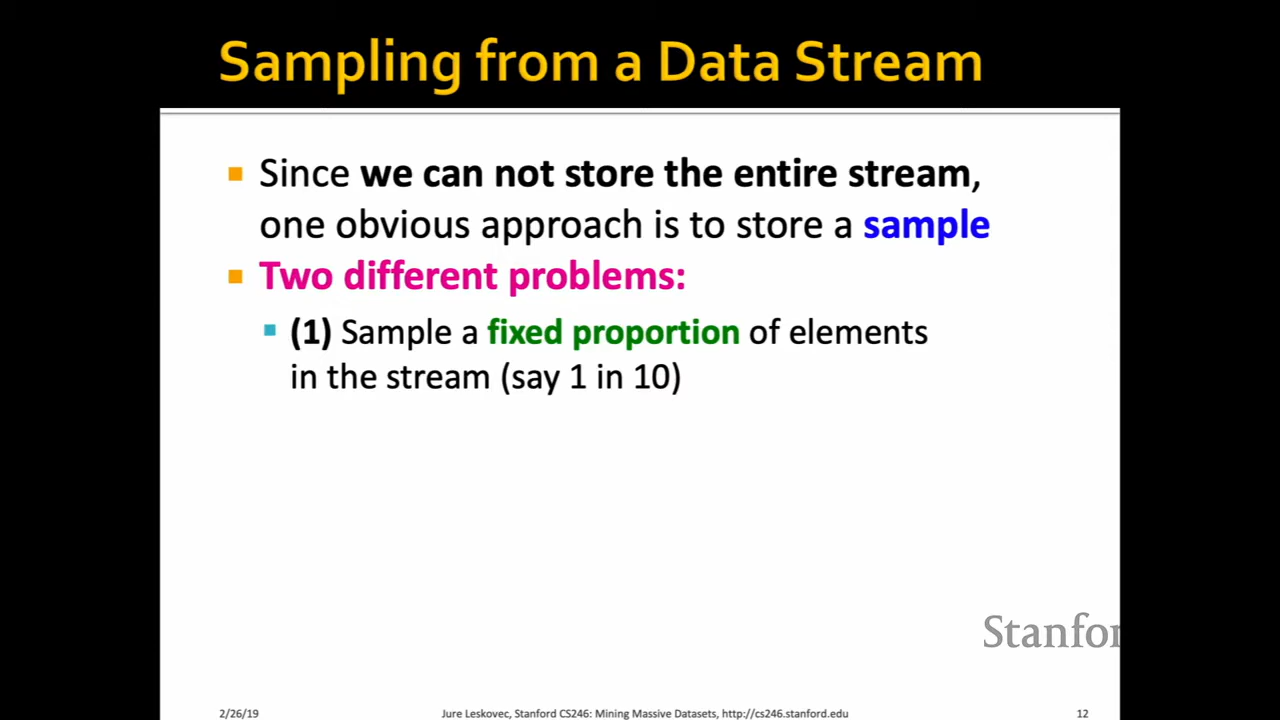 Sampling from a Data Stream
Since we can not store the entire stream,
one obvious approach is to store a sample
Two different problems:
(1) Sample a fixed proportion of elements
in the stream (say 1 in 10)
Stanfor
2/26/19
Jure Leskovec, Stanford CS246: Mining Massive Datasets, http://cs246.stanford.edu
12